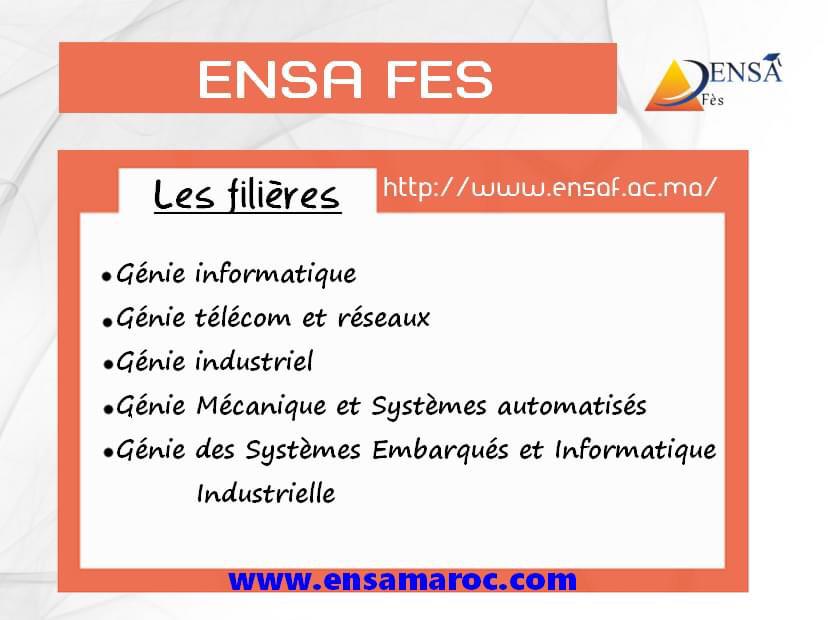 ENSA FES
ENSA
Fès
Les filières
http://www.ensaf.ac.ma/
Génie informatique
Génie télécom et réseaux
Génie industriel
Génie Mécanique et Systèmes automatisés
Génie des Systèmes Embarqués et Informatique
Industrielle
www.ensamaroc.com